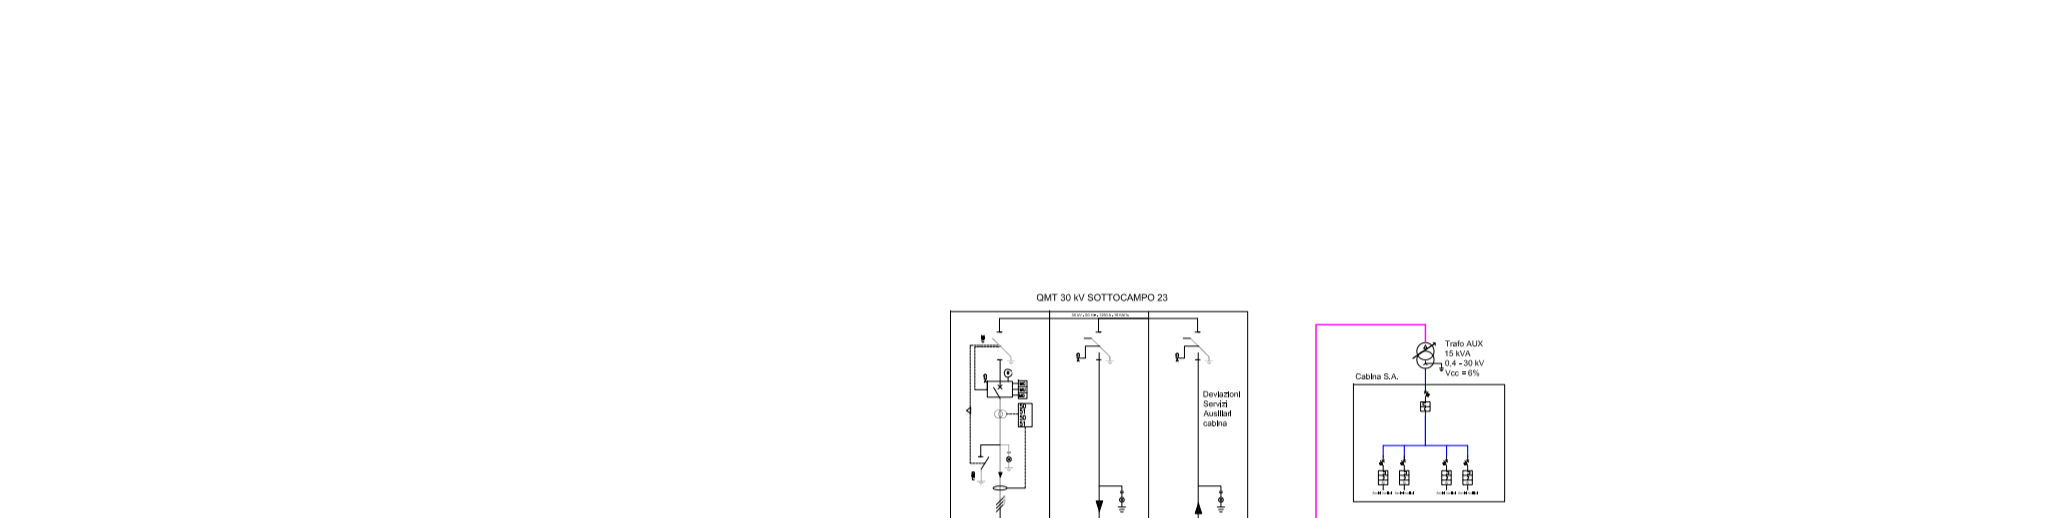 QMT 30 kV SOTTOCAMPO 23
Trafo AUX
15 kVA
0,4 - 30 kV
Vcc = 6%
Cabina S.A.
Deviazioni
Servizi
Ausiliari
cabina